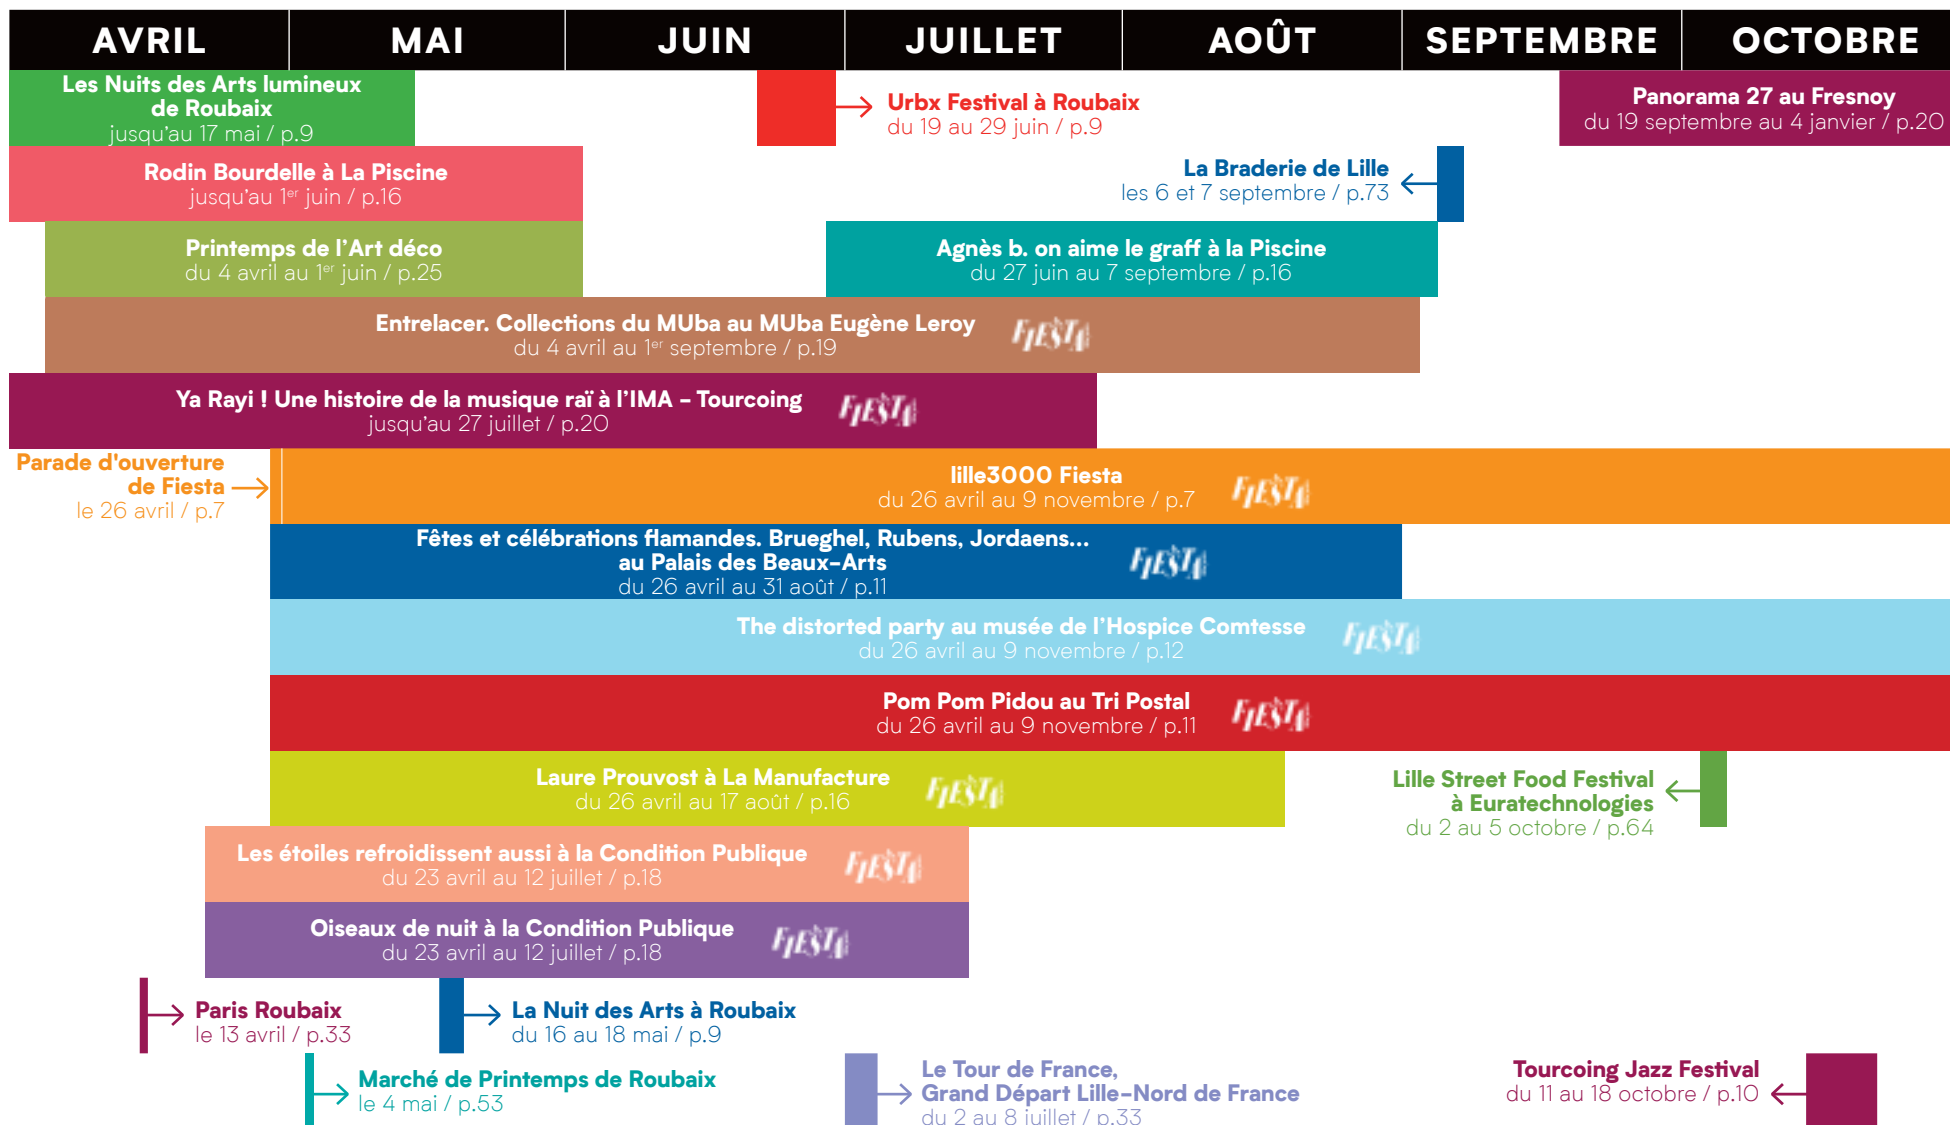 AVRIL MAI JUIN JUILLET AOÛT SEPTEMBRE OCTOBRE
Les Nuits des Arts lumineux
de Roubaix
jusqu'au 17 mai / p.9
Urbx Festival à Roubaix
du 19 au 29 juin / p.9
Panorama 27 au Fresnoy
du 19 septembre au 4 janvier / p.20
Rodin Bourdelle à La Piscine
jusqu'au 1er juin / p.16
La Braderie de Lille
les 6 et 7 septembre / p.73
Printemps de l'Art déco
du 4 avril au 1er juin / p.25
Agnès b. on aime le graff à la Piscine
du 27 juin au 7 septembre / p.16
Entrelacer. Collections du MUba au MUba Eugène Leroy
du 4 avril au 1er septembre / p.19
FIESTA
Ya Rayi ! Une histoire de la musique raï à l'IMA - Tourcoing
jusqu'au 27 juillet / p.20
FIESTA
Parade d'ouverture
de Fiesta
le 26 avril / p.7
lille3000 Fiesta
du 26 avril au 9 novembre / p.7
FIESTA
Fêtes et célébrations flamandes. Brueghel, Rubens, Jordaens...
au Palais des Beaux-Arts
du 26 avril au 31 août / p.11
FIESTA
The distorted party au musée de l'Hospice Comtesse
du 26 avril au 9 novembre / p.12
FIESTA
Pom Pom Pidou au Tri Postal
du 26 avril au 9 novembre / p.11
FIESTA
Laure Prouvost à La Manufacture
du 26 avril au 17 août / p.16
FIESTA
Lille Street Food Festival
à Euratechnologies
du 2 au 5 octobre / p.64
Les étoiles refroidissent aussi à la Condition Publique
du 23 avril au 12 juillet / p.18
FIESTA
Oiseaux de nuit à la Condition Publique
du 23 avril au 12 juillet / p.18
FIESTA
Paris Roubaix
le 13 avril / p.33
La Nuit des Arts à Roubaix
du 16 au 18 mai / p.9
Marché de Printemps de Roubaix
le 4 mai / p.53
Le Tour de France,
Grand Départ Lille-Nord de France
du 2 au 8 juillet / p.33
Tourcoing Jazz Festival
du 11 au 18 octobre / p.10